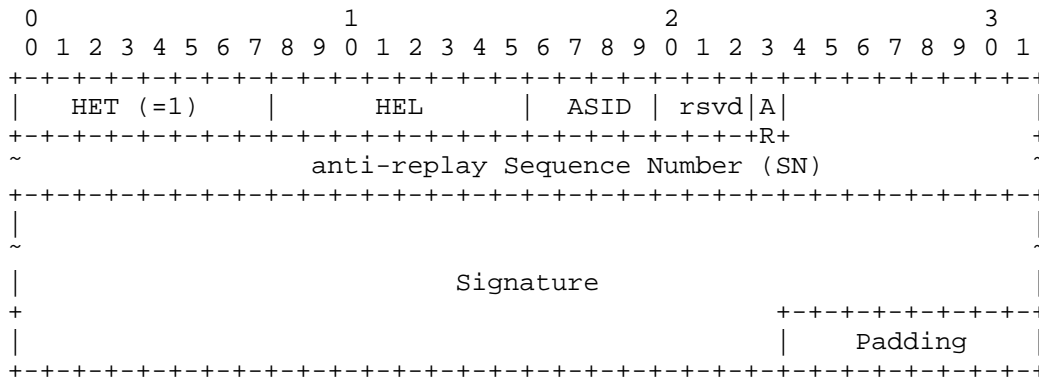 0                   1                   2                   3
 0 1 2 3 4 5 6 7 8 9 0 1 2 3 4 5 6 7 8 9 0 1 2 3 4 5 6 7 8 9 0 1
+-+-+-+-+-+-+-+-+-+-+-+-+-+-+-+-+-+-+-+-+-+-+-+-+-+-+-+-+-+-+-+-+
|   HET (=1)    |      HEL      |  ASID | rsvd|A|               |
+-+-+-+-+-+-+-+-+-+-+-+-+-+-+-+-+-+-+-+-+-+-+-+R+               +
~                  anti-replay Sequence Number (SN)             ~
+-+-+-+-+-+-+-+-+-+-+-+-+-+-+-+-+-+-+-+-+-+-+-+-+-+-+-+-+-+-+-+-+
|                                                               |
~                                                               ~
|                           Signature                           |
+                                               +-+-+-+-+-+-+-+-+
|                                               |    Padding    |
+-+-+-+-+-+-+-+-+-+-+-+-+-+-+-+-+-+-+-+-+-+-+-+-+-+-+-+-+-+-+-+-+